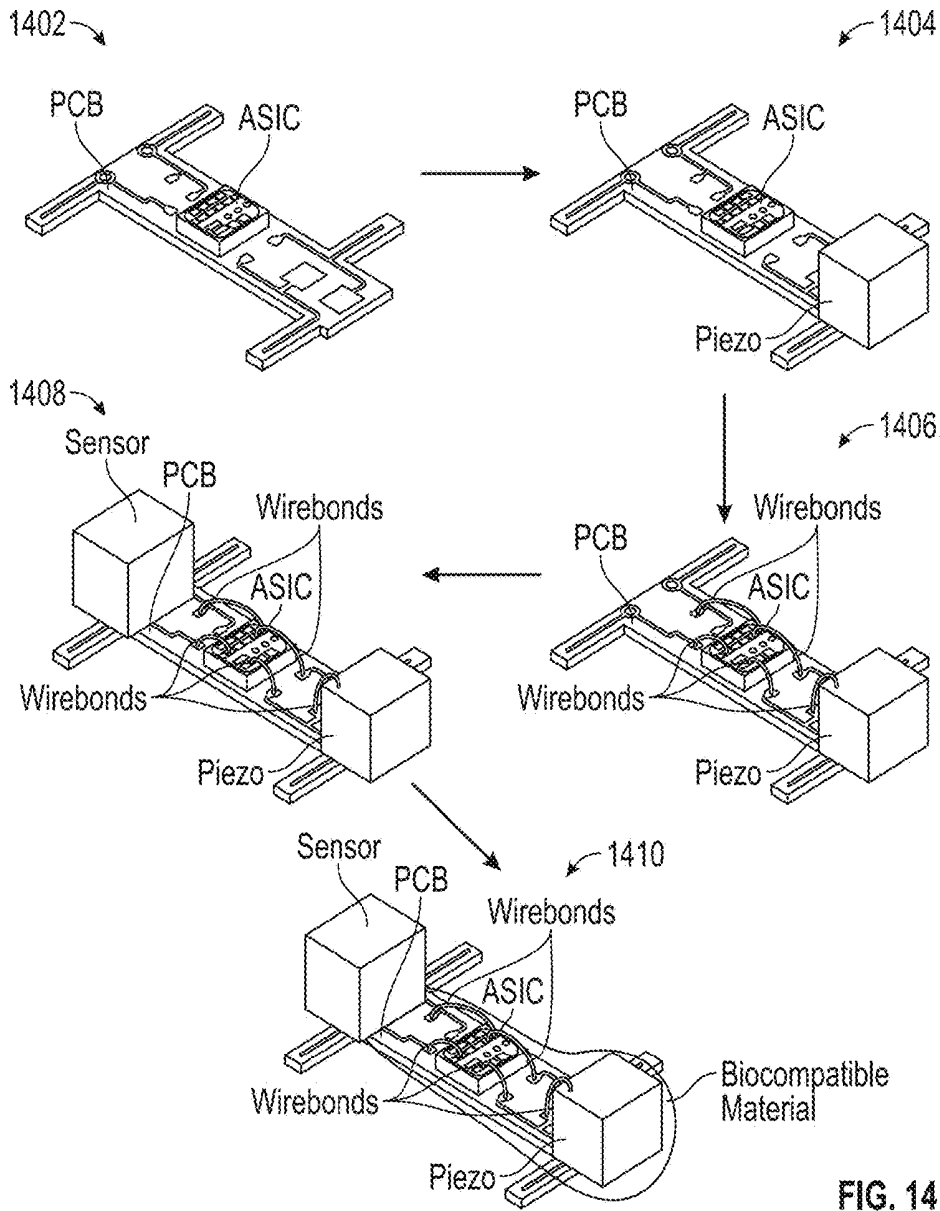 1402
1404
PCB
ASIC
PCB
ASIC
Piezo
1408
1406
Sensor
PCB
Wirebonds
ASIC
Wirebonds
Piezo
Wirebonds
PCB
ASIC
Wirebonds
Piezo
1410
Sensor
PCB
Wirebonds
ASIC
Wirebonds
Biocompatible
Material
Piezo
FIG. 14